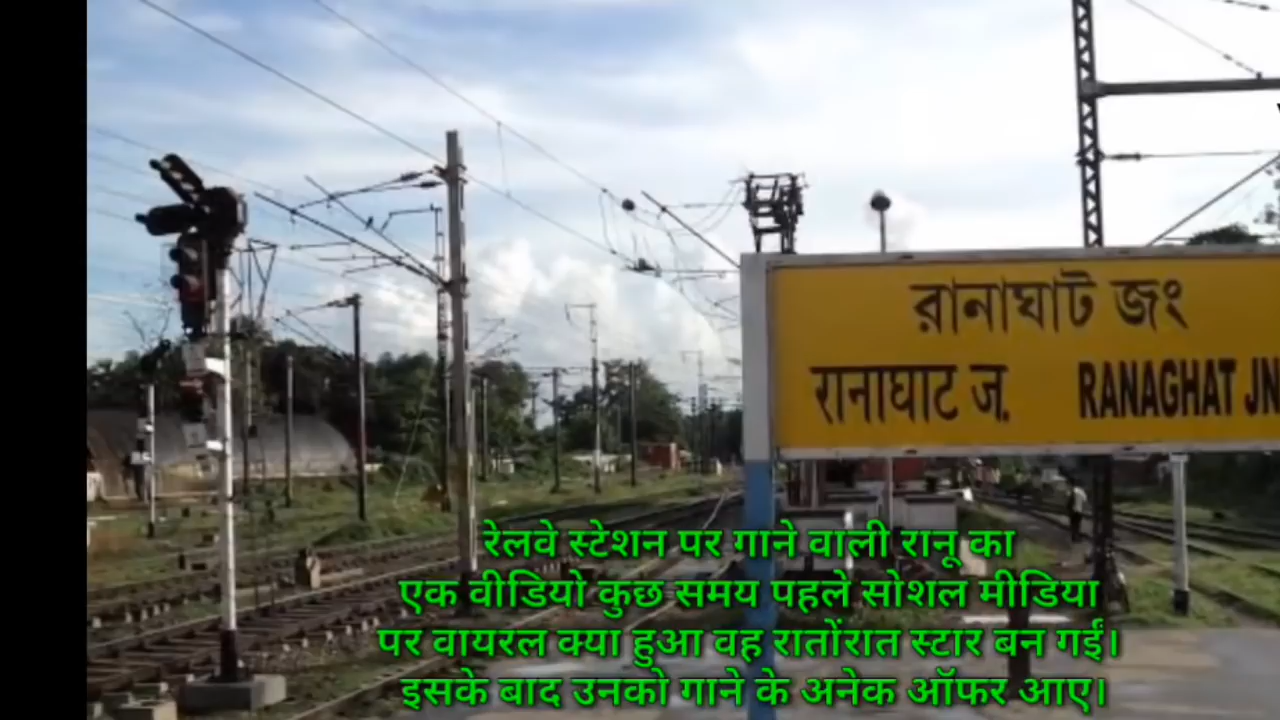 রানাঘাট জং
रानाघाट ज.
RANAGHAT JN
रेलवे स्टेशन पर गाने वाली रानू का
एक वीडियो कुछ समय पहले सोशल मीडिया
पर वायरल क्या हुआ वह रातोंरात स्टार बन गईं।
इसके बाद उनको गाने के अनेक ऑफर आए।